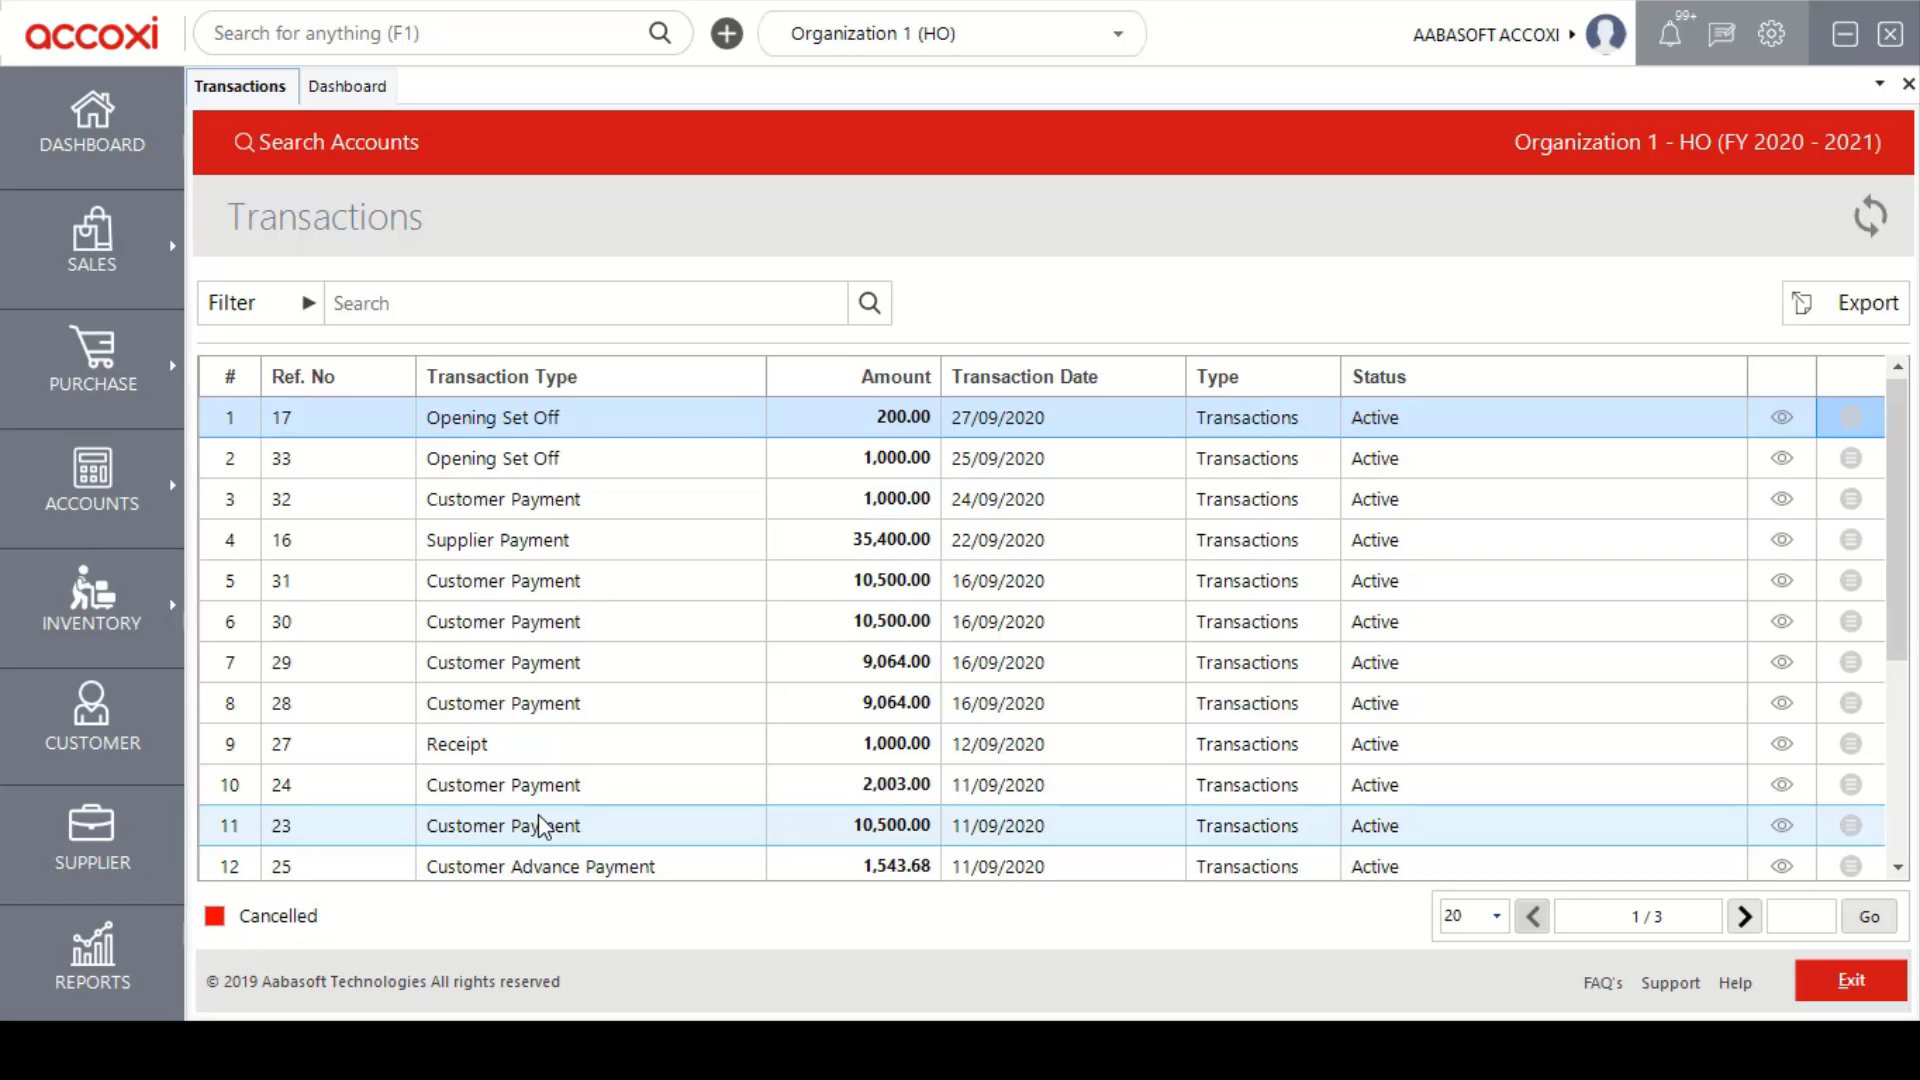 accoxi Search for anything (F1) Organization 1 (HO) AABASOFT ACCOXI 99+
Transactions Dashboard
Search Accounts Organization 1 - HO (FY 2020 - 2021)
Transactions
Filter Search Export
# Ref. No Transaction Type Amount Transaction Date Type Status
1 17 Opening Set Off 200.00 27/09/2020 Transactions Active
2 33 Opening Set Off 1,000.00 25/09/2020 Transactions Active
3 32 Customer Payment 1,000.00 24/09/2020 Transactions Active
4 16 Supplier Payment 35,400.00 22/09/2020 Transactions Active
5 31 Customer Payment 10,500.00 16/09/2020 Transactions Active
6 30 Customer Payment 10,500.00 16/09/2020 Transactions Active
7 29 Customer Payment 9,064.00 16/09/2020 Transactions Active
8 28 Customer Payment 9,064.00 16/09/2020 Transactions Active
9 27 Receipt 1,000.00 12/09/2020 Transactions Active
10 24 Customer Payment 2,003.00 11/09/2020 Transactions Active
11 23 Customer Payment 10,500.00 11/09/2020 Transactions Active
12 25 Customer Advance Payment 1,543.68 11/09/2020 Transactions Active
Cancelled 20 1 / 3 Go
© 2019 Aabasoft Technologies All rights reserved FAQ's Support Help Exit
DASHBOARD
SALES
PURCHASE
ACCOUNTS
INVENTORY
CUSTOMER
SUPPLIER
REPORTS